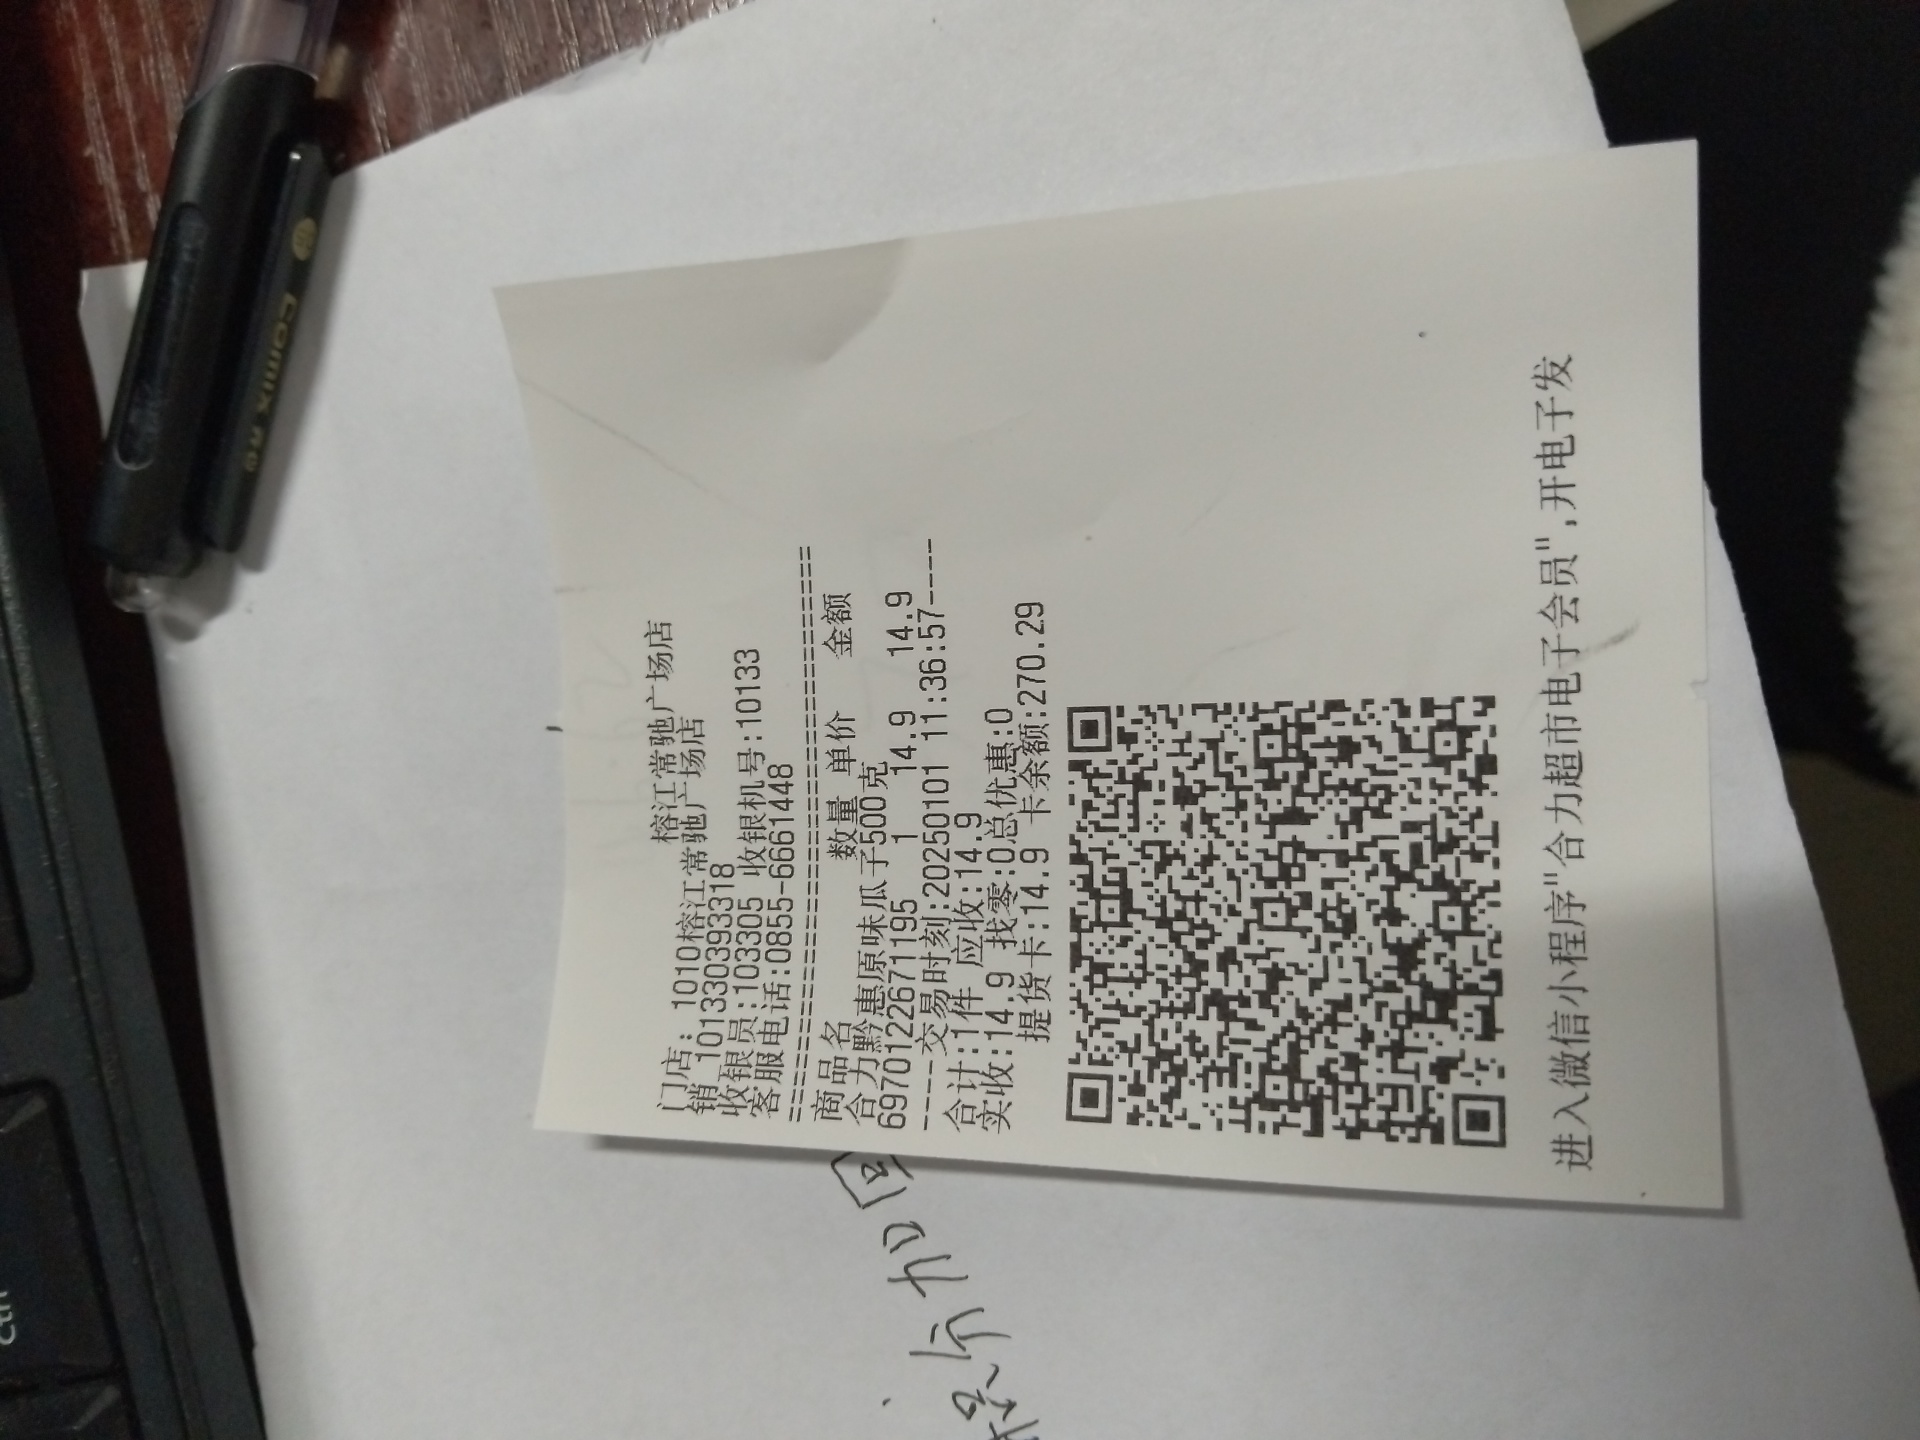 榕江常驰广场店
门店: 1010榕江常驰广场店
销 1013303933​18
收银员:103305 收银机号:10133
客服电话:0855-6661448
======================================
商品名 数量 单价 金额
合力黔惠原味瓜子500克
6970122671195 1 14.9 14.9
-----交易时刻:20250101 11:36:57----
合计:1件 应收:14.9
实收:14.9 找零:0总优惠:0
提货卡:14.9 卡余额:270.29
进入微信小程序"合力超市电子会员",开电子发
comix
Ctrl